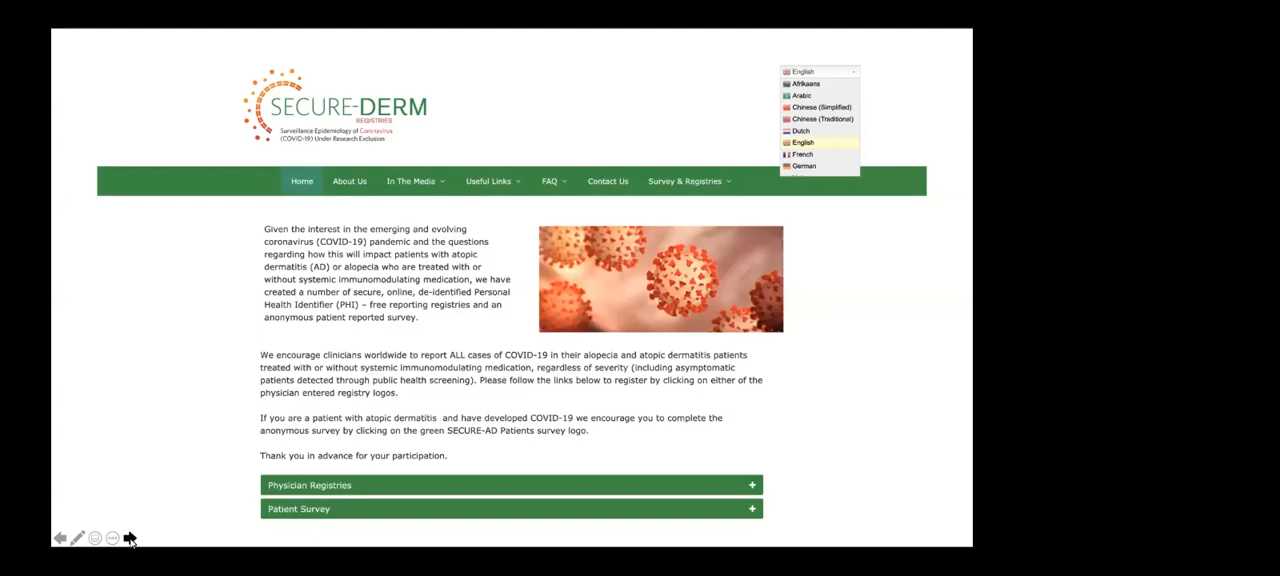 SECURE-DERM
REGISTRIES
Surveillance Epidemiology of Coronavirus
(COVID-19) Under Research Exclusion
English
Afrikaans
Arabic
Chinese (Simplified)
Chinese (Traditional)
Dutch
English
French
German
Home About Us In The Media Useful Links FAQ Contact Us Survey & Registries
Given the interest in the emerging and evolving
coronavirus (COVID-19) pandemic and the questions
regarding how this will impact patients with atopic
dermatitis (AD) or alopecia who are treated with or
without systemic immunomodulating medication, we have
created a number of secure, online, de-identified Personal
Health Identifier (PHI) – free reporting registries and an
anonymous patient reported survey.
We encourage clinicians worldwide to report ALL cases of COVID-19 in their alopecia and atopic dermatitis patients
treated with or without systemic immunomodulating medication, regardless of severity (including asymptomatic
patients detected through public health screening). Please follow the links below to register by clicking on either of the
physician entered registry logos.
If you are a patient with atopic dermatitis and have developed COVID-19 we encourage you to complete the
anonymous survey by clicking on the green SECURE-AD Patients survey logo.
Thank you in advance for your participation.
Physician Registries +
Patient Survey +